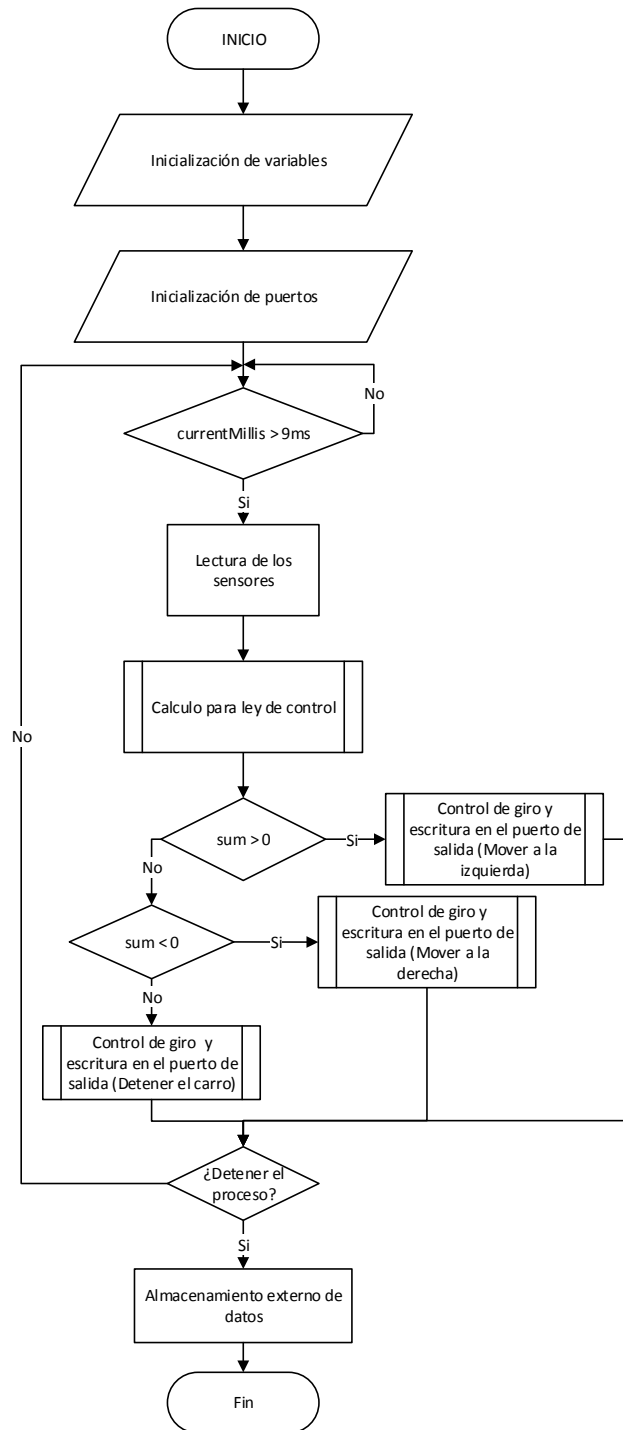 INICIO
Inicialización de variables
Inicialización de puertos
No
currentMillis > 9ms
Si
Lectura de los
sensores
Calculo para ley de control
No
sum > 0
Si
Control de giro y
escritura en el puerto de
salida (Mover a la
izquierda)
No
sum < 0
Si
Control de giro y
escritura en el puerto de
salida (Mover a la
derecha)
No
Control de giro y
escritura en el puerto de
salida (Detener el carro)
¿Detener el
proceso?
Si
Almacenamiento externo de
datos
Fin